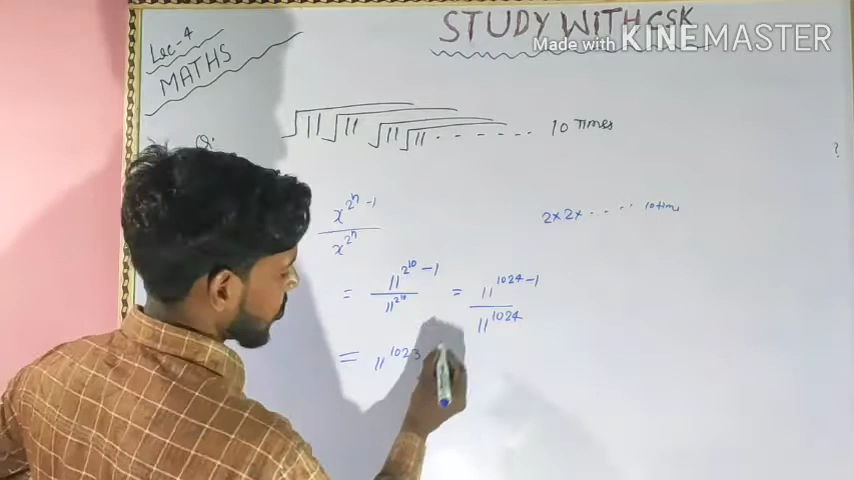 STUDY WITH GSK
Made with KINEMASTER
Lec-4
MATHS
Q.
√11√11√11√11 - - - - - - 10 Times
?
x^2^n - 1
x^2^n
2×2× . . . . . . 10 times
= 11^2^10 - 1 / 11^2^10 = 11^1024-1 / 11^1024
= 11^1023